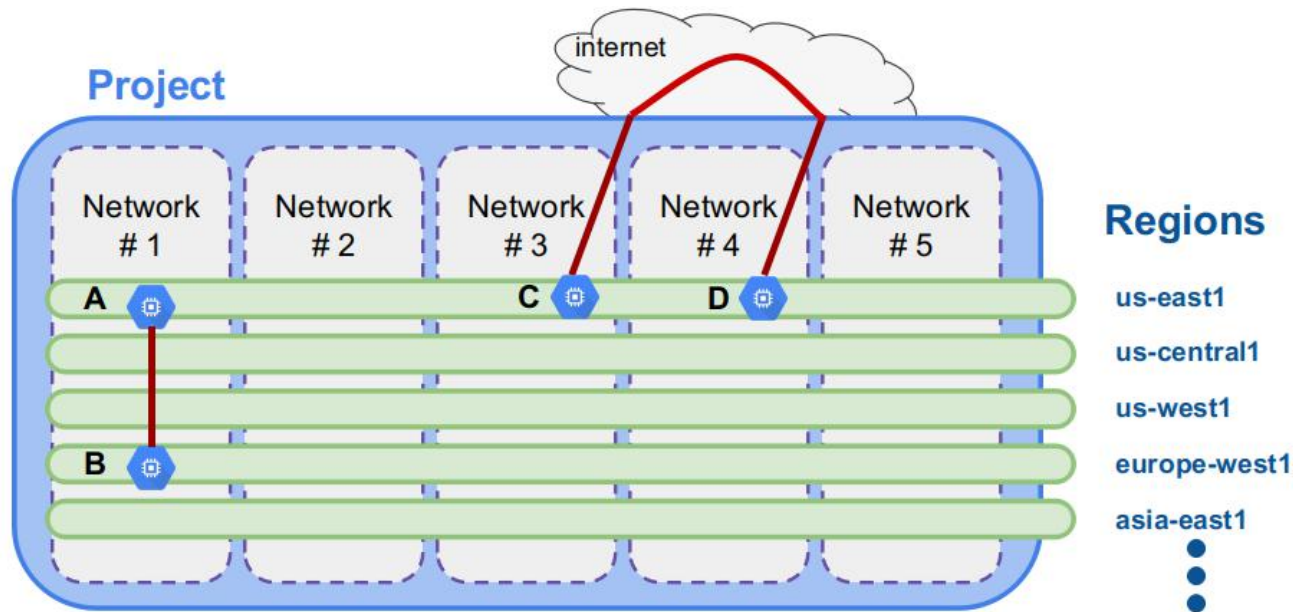 internet
Project
Network
# 1
Network
# 2
Network
# 3
Network
# 4
Network
# 5
Regions
A
C
D
us-east1
us-central1
us-west1
B
europe-west1
asia-east1